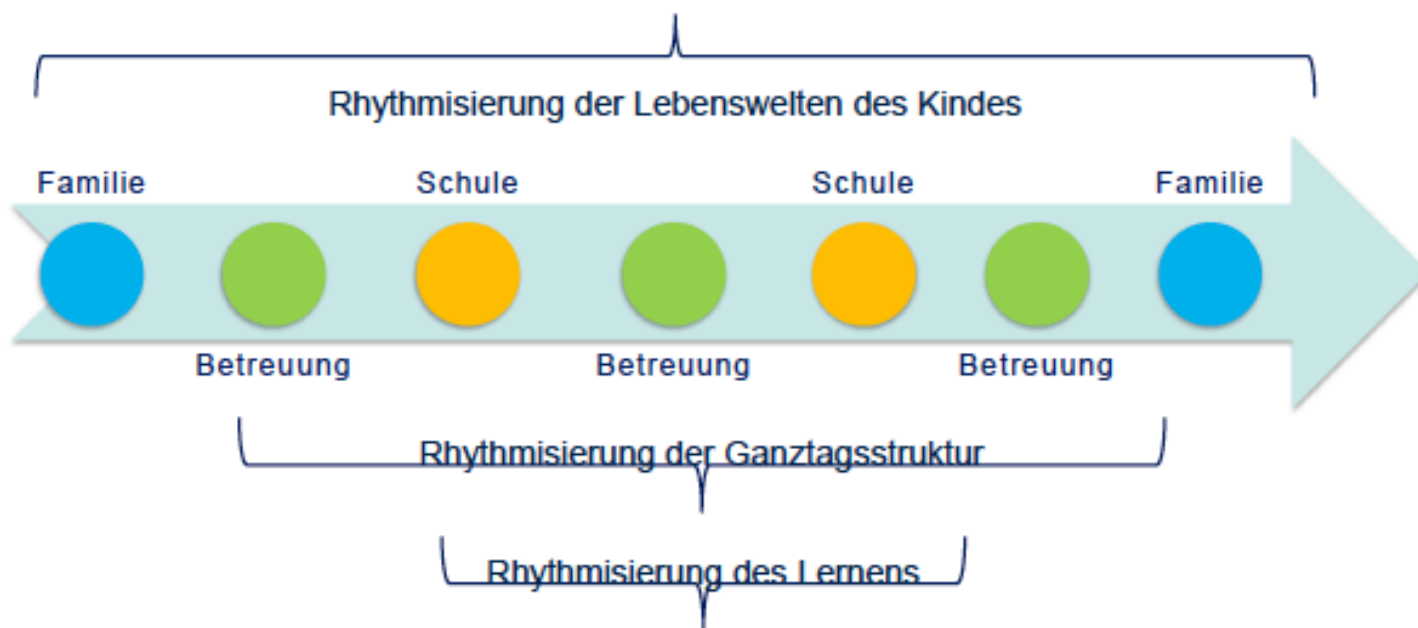 Rhythmisierung der Lebenswelten des Kindes
Familie Schule Schule Familie
Betreuung Betreuung Betreuung
Rhythmisierung der Ganztagsstruktur
Rhythmisierung des Lernens